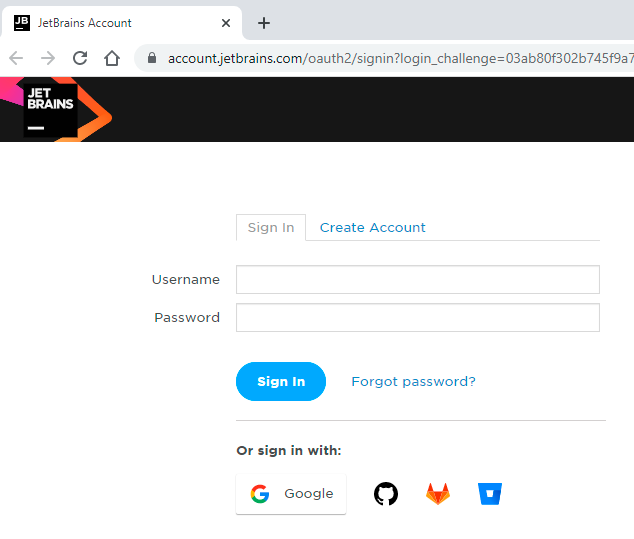 JB JetBrains Account
account.jetbrains.com/oauth2/signin?login_challenge=03ab80f302b745f9a7
JET
BRAINS
Sign In Create Account
Username
Password
Sign In Forgot password?
Or sign in with:
Google